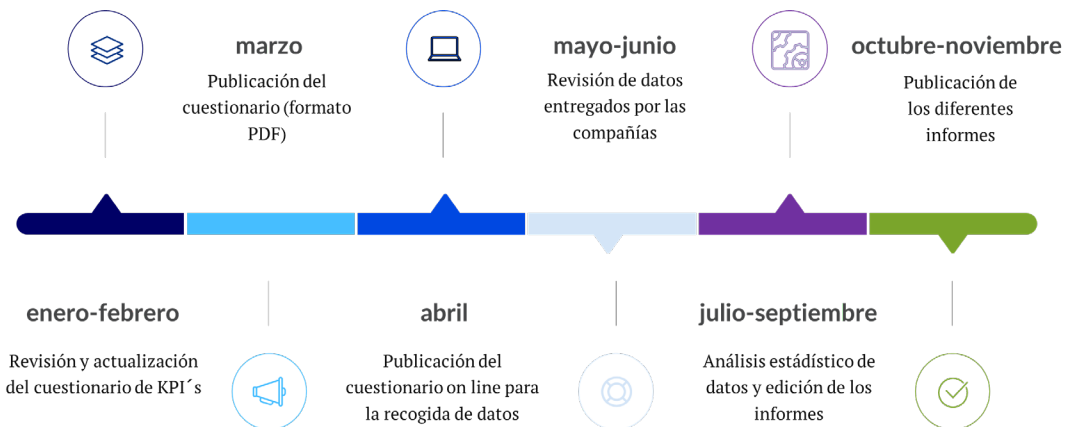 marzo
Publicación del
cuestionario (formato
PDF)
mayo-junio
Revisión de datos
entregados por las
compañías
octubre-noviembre
Publicación de
los diferentes
informes
enero-febrero
Revisión y actualización
del cuestionario de KPI´s
abril
Publicación del
cuestionario on line para
la recogida de datos
julio-septiembre
Análisis estádístico de
datos y edición de los
informes